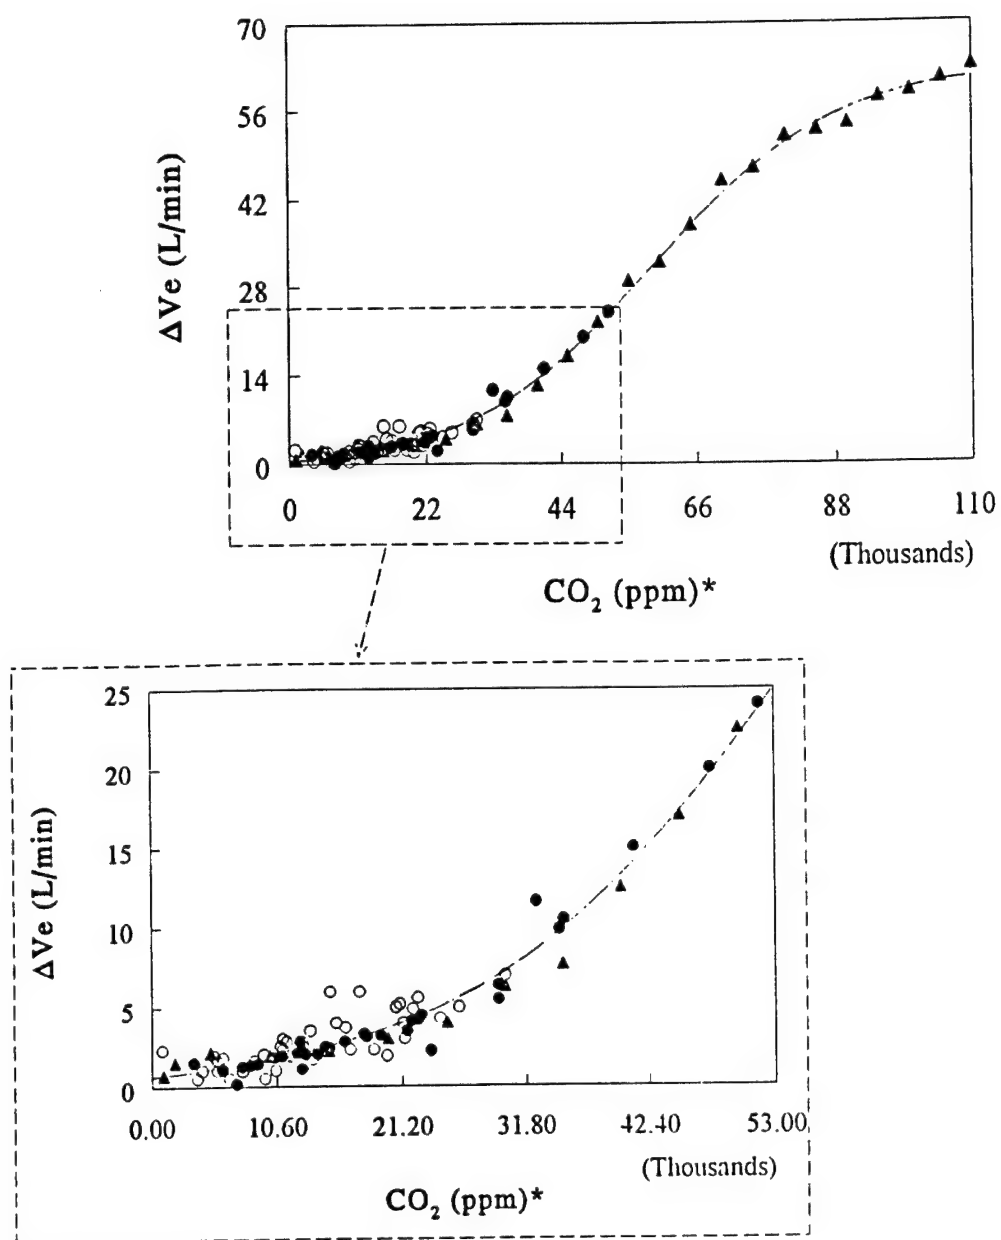 70
56
42
28
14
0
ΔVe (L/min)
0 22 44 66 88 110
(Thousands)
CO₂ (ppm)*
25
20
15
10
5
0
ΔVe (L/min)
0.00 10.60 21.20 31.80 42.40 53.00
(Thousands)
CO₂ (ppm)*